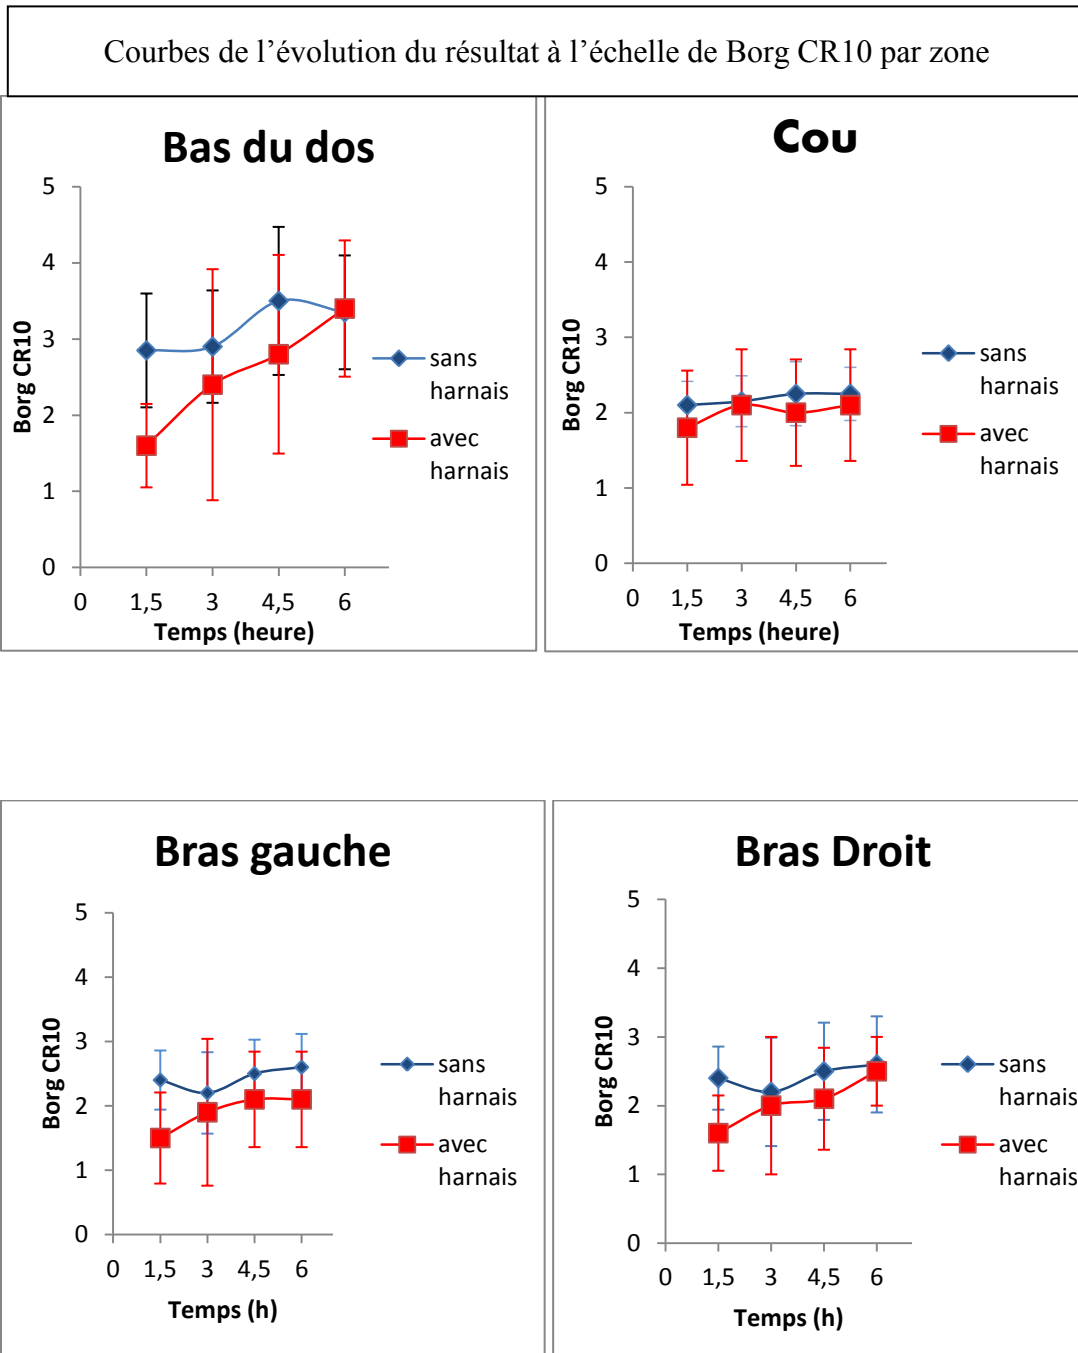 Courbes de l'évolution du résultat à l'échelle de Borg CR10 par zone
Bas du dos
5
4
3
2
1
0
Borg CR10
0 1,5 3 4,5 6
Temps (heure)
sans
harnais
avec
harnais
Cou
5
4
3
2
1
0
Borg CR10
0 1,5 3 4,5 6
Temps (heure)
sans
harnais
avec
harnais
Bras gauche
5
4
3
2
1
0
Borg CR10
0 1,5 3 4,5 6
Temps (h)
sans
harnais
avec
harnais
Bras Droit
5
4
3
2
1
0
Borg CR10
0 1,5 3 4,5 6
Temps (h)
sans
harnais
avec
harnais